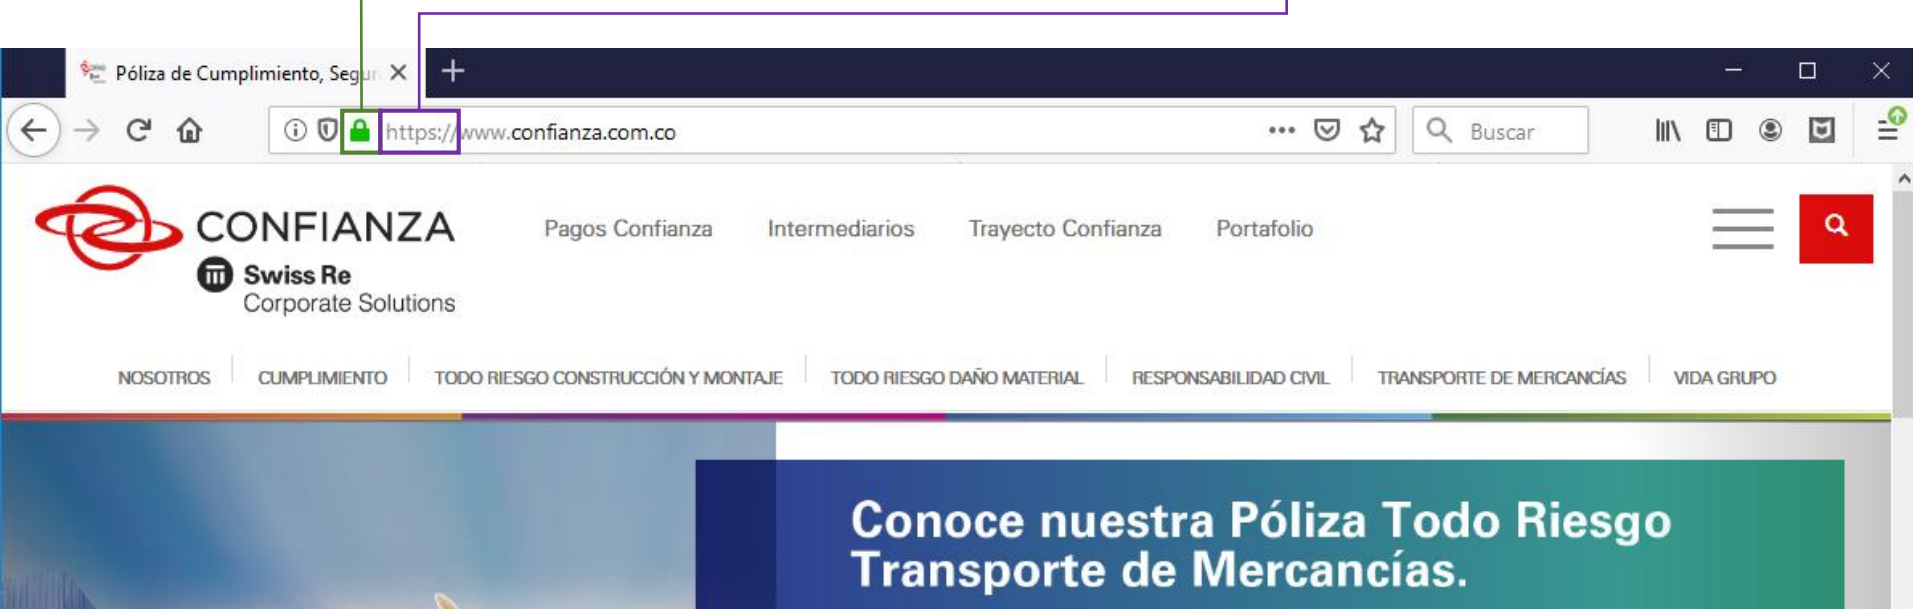 Póliza de Cumplimiento, Segur
https://www.confianza.com.co
Buscar
CONFIANZA
Swiss Re
Corporate Solutions
Pagos Confianza
Intermediarios
Trayecto Confianza
Portafolio
NOSOTROS
CUMPLIMIENTO
TODO RIESGO CONSTRUCCIÓN Y MONTAJE
TODO RIESGO DAÑO MATERIAL
RESPONSABILIDAD CIVIL
TRANSPORTE DE MERCANCÍAS
VIDA GRUPO
Conoce nuestra Póliza Todo Riesgo
Transporte de Mercancías.